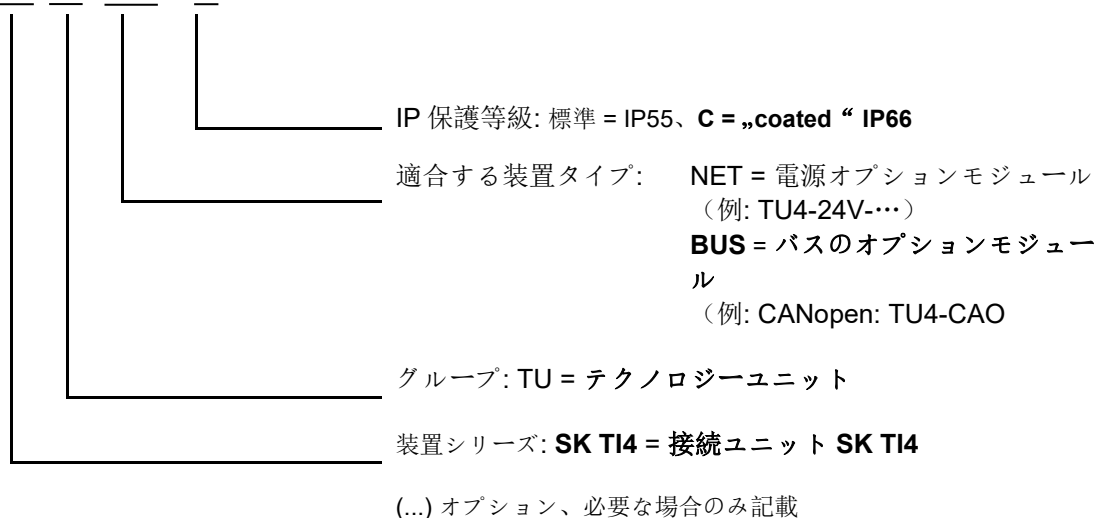 IP 保護等級: 標準 = IP55、C = „coated “ IP66
適合する装置タイプ: NET = 電源オプションモジュール
（例: TU4-24V-…）
BUS = バスのオプションモジュー
ル
（例: CANopen: TU4-CAO
グループ: TU = テクノロジーユニット
装置シリーズ: SK TI4 = 接続ユニット SK TI4
(...) オプション、必要な場合のみ記載